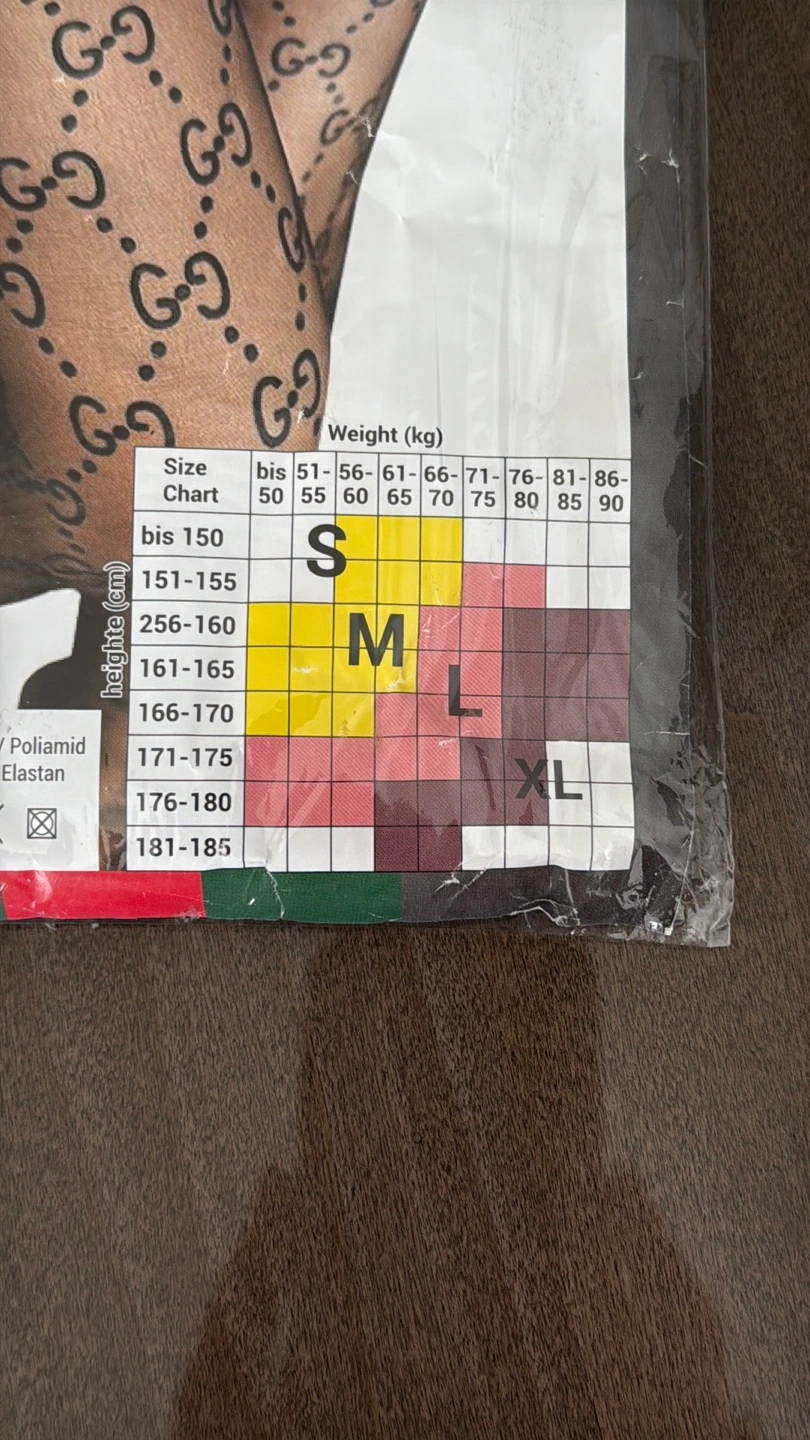 Weight (kg)
Size Chart bis 50 51-55 56-60 61-65 66-70 71-75 76-80 81-85 86-90
bis 150
S
151-155
256-160
M
161-165
L
166-170
171-175
XL
176-180
181-185
heighte (cm)
/ Poliamid
Elastan